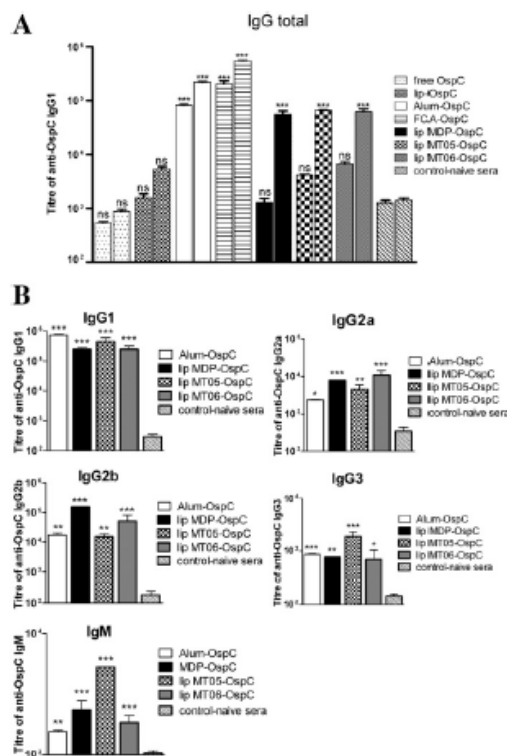 A
IgG total
Titre of anti-OspC IgG1
ns
ns
ns
ns
***
***
***
***
ns
***
ns
***
ns
***
free OspC
Alum-OspC
FCA-OspC
lip MDP-OspC
lip MT05-OspC
lip MT06-OspC
control-naive sera
B
IgG1
Titre of anti-OspC IgG1
***
***
***
***
Alum-OspC
lip MDP-OspC
lip MT05-OspC
lip MT06-OspC
control-naive sera
IgG2a
Titre of anti-OspC IgG2a
***
**
***
Alum-OspC
lip MDP-OspC
lip MT05-OspC
lip MT06-OspC
control-naive sera
IgG2b
Titre of anti-OspC IgG2b
**
***
**
***
Alum-OspC
lip MDP-OspC
lip MT05-OspC
lip MT06-OspC
control-naive sera
IgG3
Titre of anti-OspC IgG3
***
**
***
Alum-OspC
lip MDP-OspC
lip MT05-OspC
lip MT06-OspC
control-naive sera
IgM
Titre of anti-OspC IgM
**
***
***
***
Alum-OspC
MDP-OspC
lip MT05-OspC
lip MT06-OspC
control-naive sera